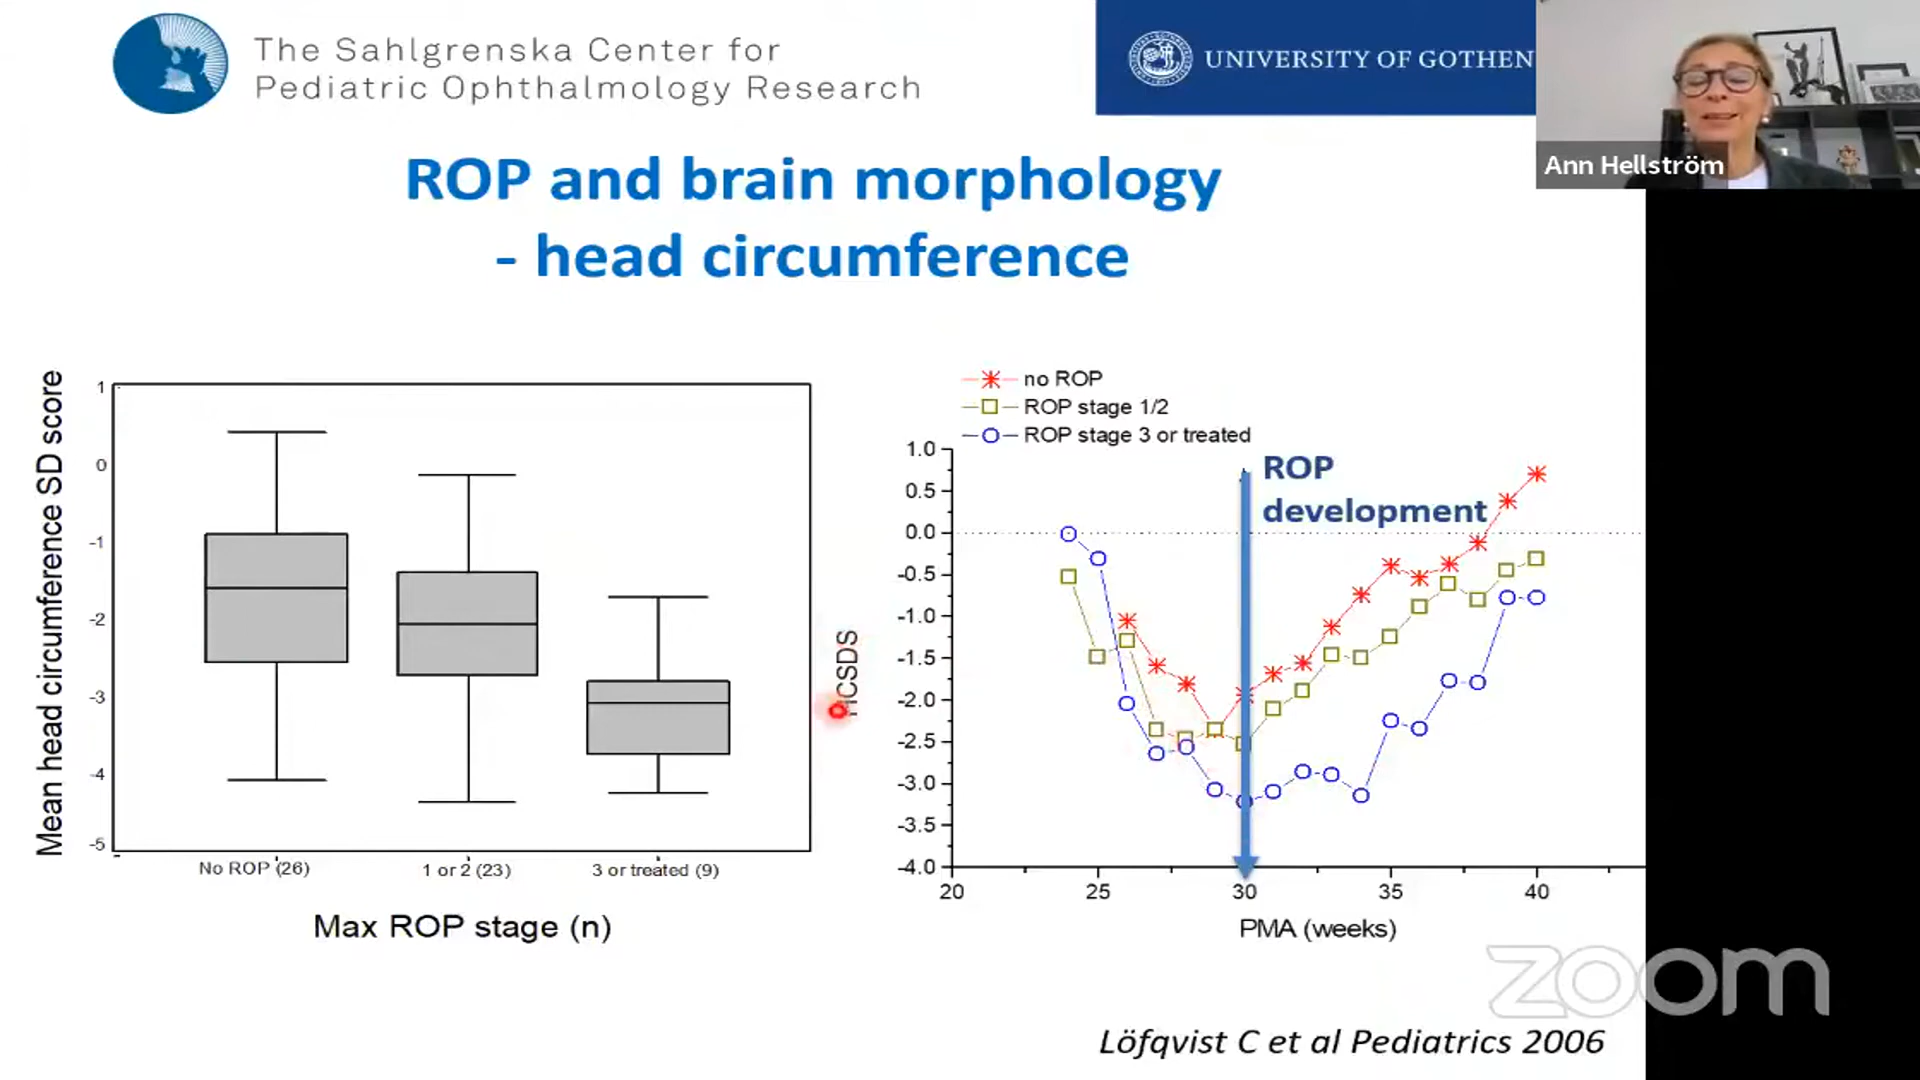 The Sahlgrenska Center for
Pediatric Ophthalmology Research
UNIVERSITY OF GOTHEN
Ann Hellström
ROP and brain morphology
- head circumference
Mean head circumference SD score
1
0
-1
-2
-3
-4
-5
No ROP (26)
1 or 2 (23)
3 or treated (9)
Max ROP stage (n)
no ROP
ROP stage 1/2
ROP stage 3 or treated
ROP
development
HCSDS
1.0
0.5
0.0
-0.5
-1.0
-1.5
-2.0
-2.5
-3.0
-3.5
-4.0
20
25
30
35
40
PMA (weeks)
zoom
Löfqvist C et al Pediatrics 2006